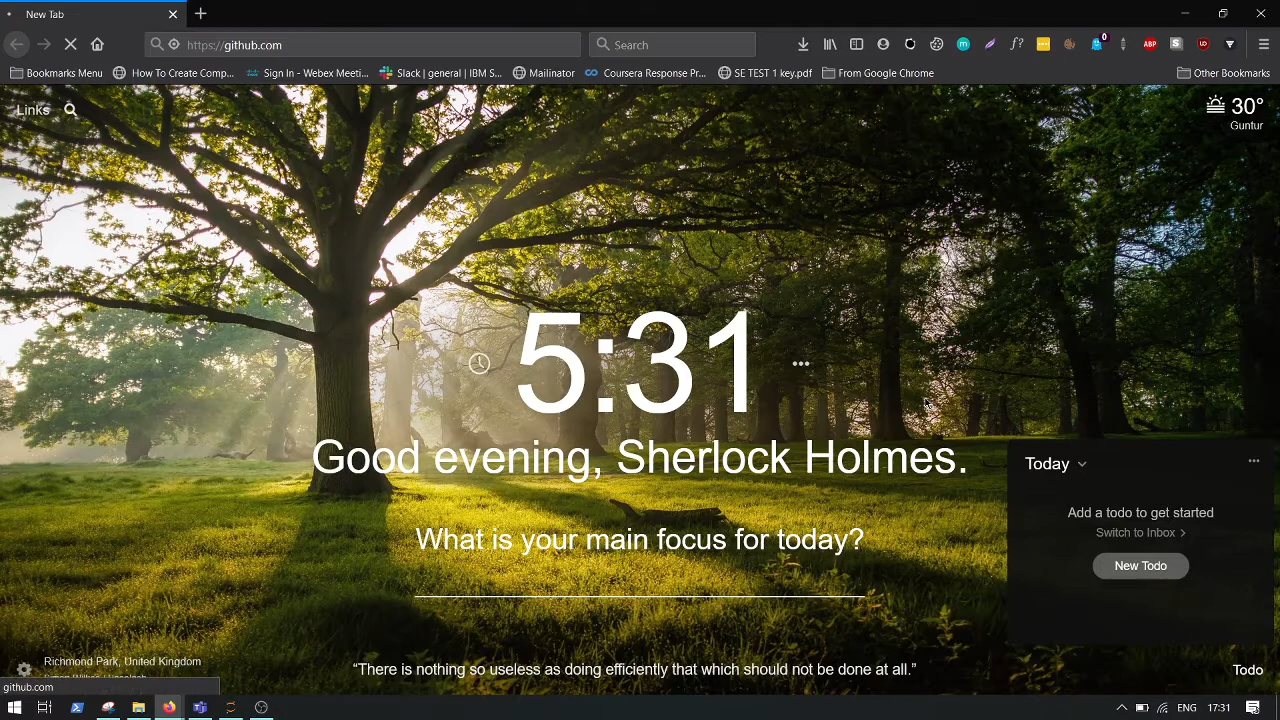 New Tab
https://github.com
Search
0
ABP
Bookmarks Menu
How To Create Comp...
Sign In - Webex Meeti...
Slack | general | IBM S...
Mailinator
Coursera Response Pr...
SE TEST 1 key.pdf
From Google Chrome
Other Bookmarks
Links
30°
Guntur
5:31
Good evening, Sherlock Holmes.
What is your main focus for today?
Today
Add a todo to get started
Switch to Inbox >
New Todo
Richmond Park, United Kingdom
“There is nothing so useless as doing efficiently that which should not be done at all.”
Todo
github.com
ENG
17:31